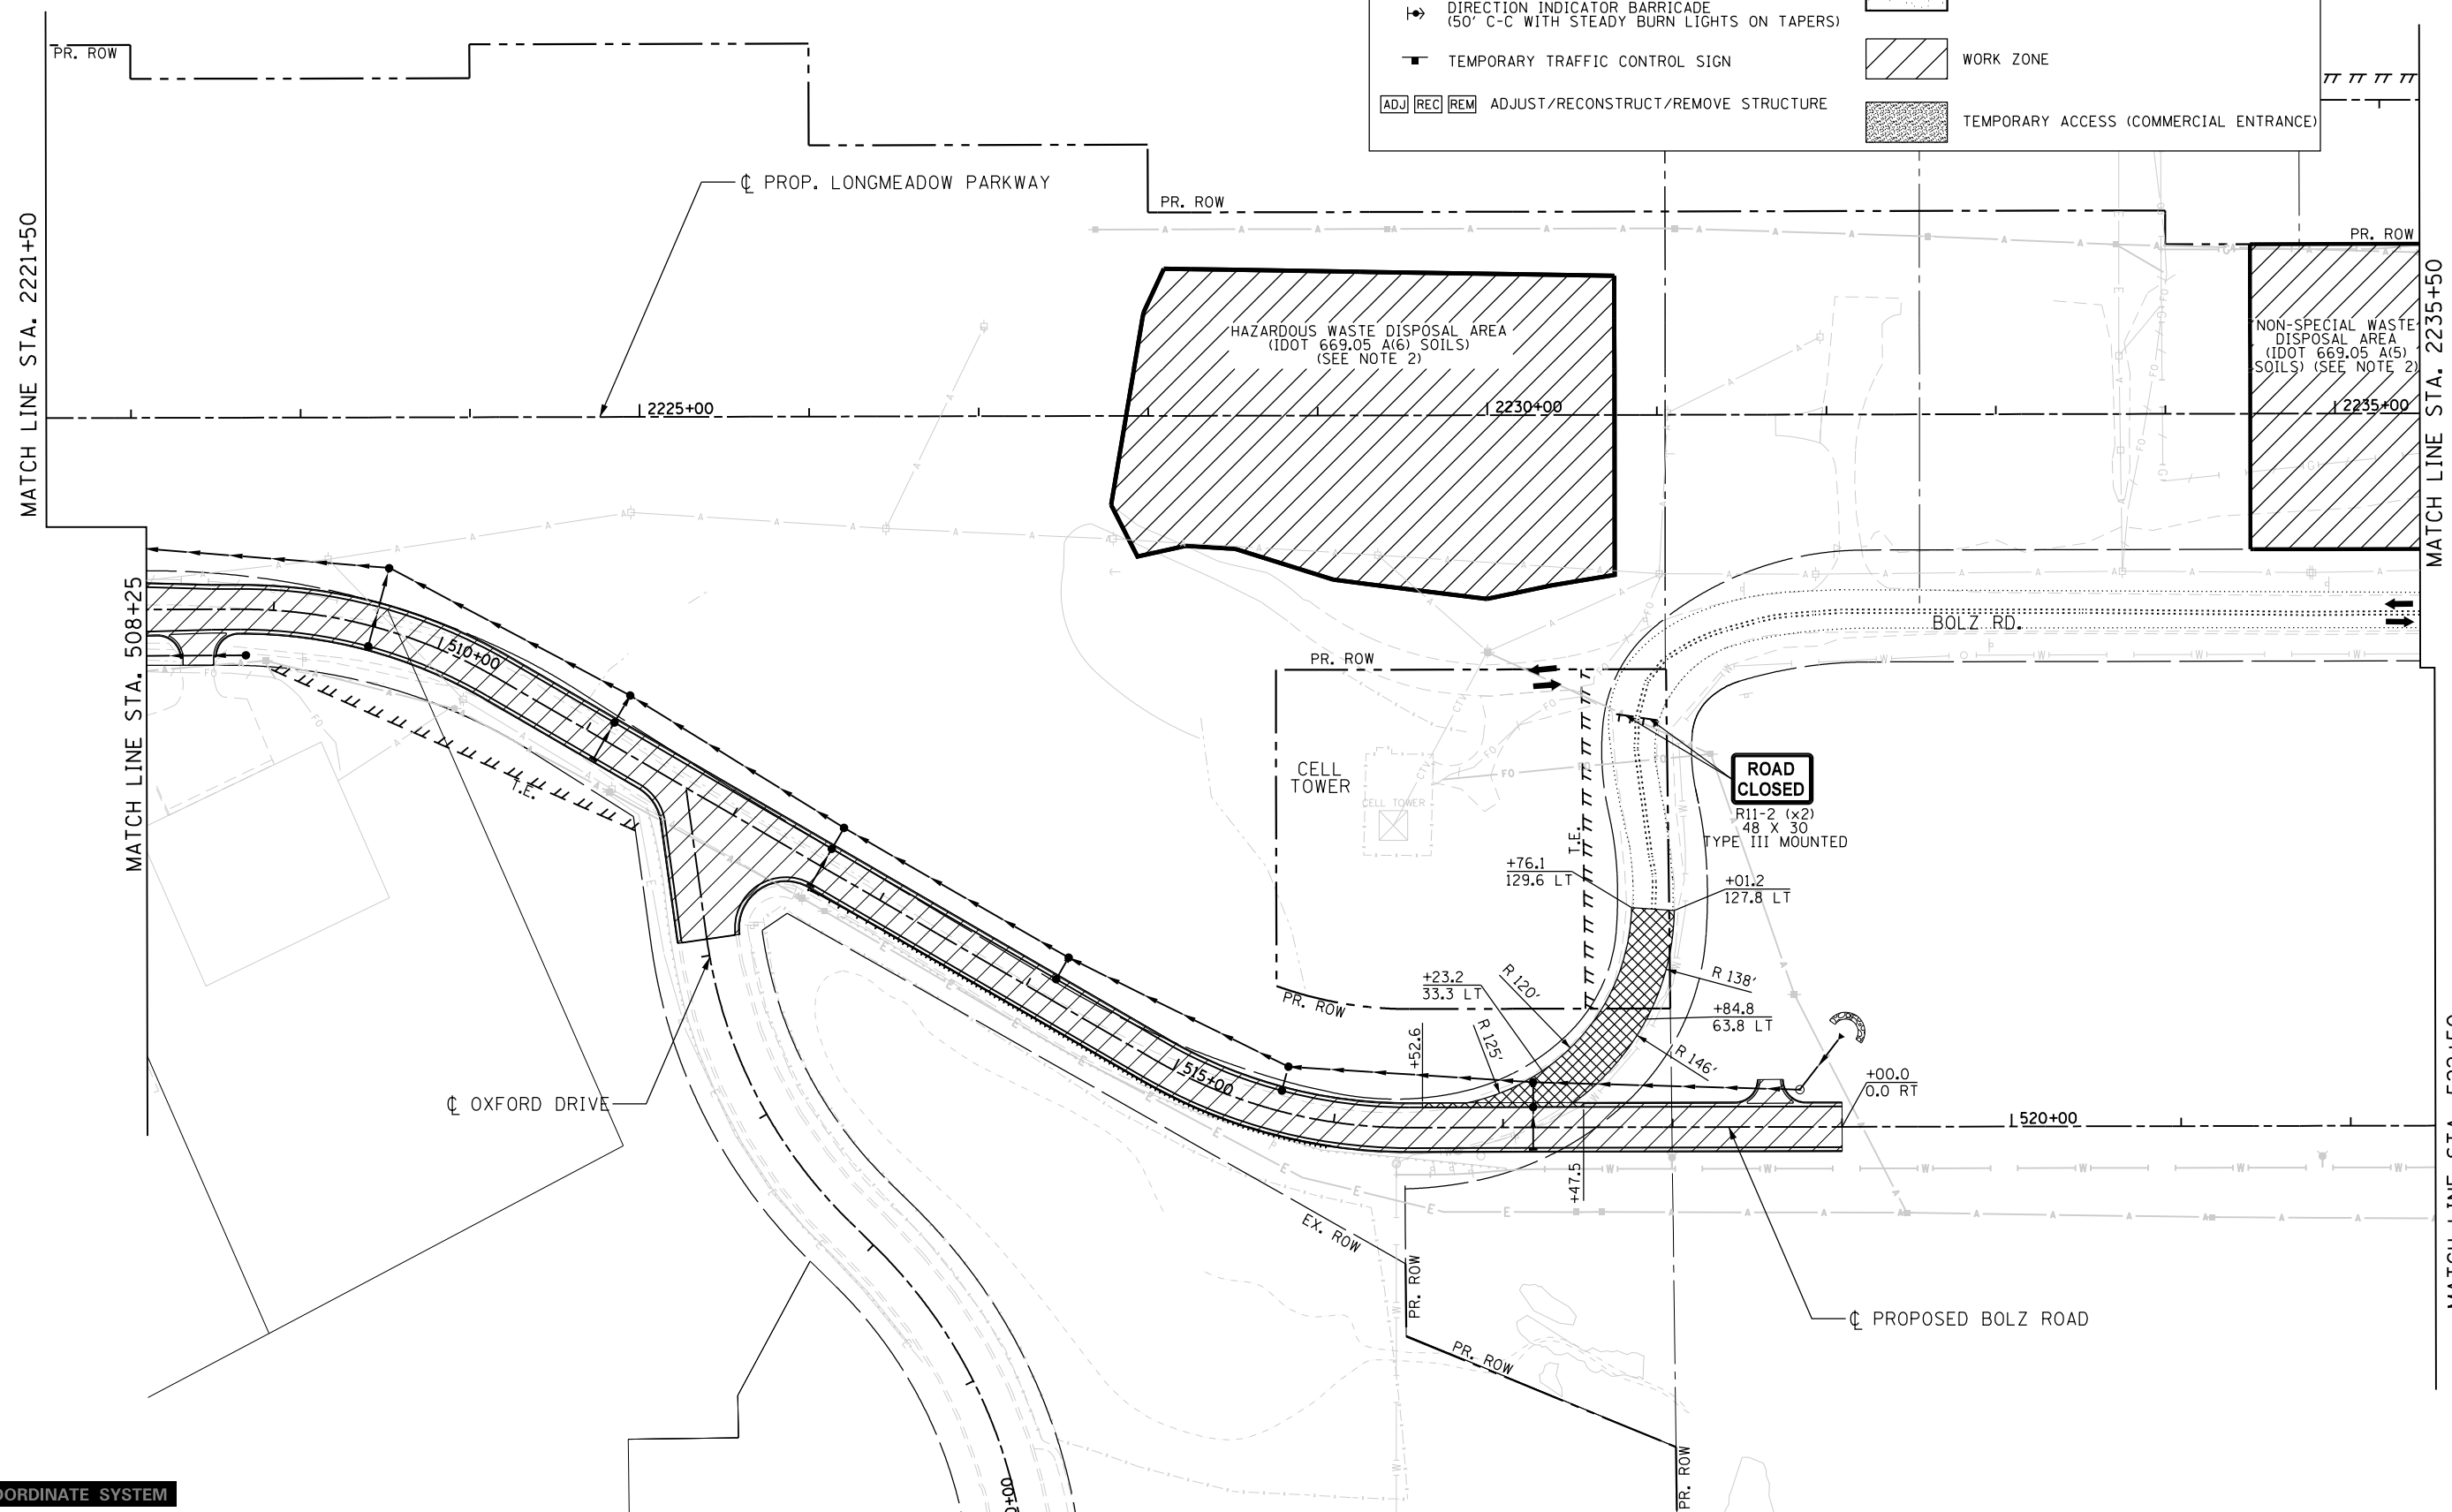 DIRECTION INDICATOR BARRICADE
(50' C-C WITH STEADY BURN LIGHTS ON TAPERS)
TEMPORARY TRAFFIC CONTROL SIGN
ADJ REC REM ADJUST/RECONSTRUCT/REMOVE STRUCTURE
WORK ZONE
TEMPORARY ACCESS (COMMERCIAL ENTRANCE)
PR. ROW
℄ PROP. LONGMEADOW PARKWAY
PR. ROW
PR. ROW
MATCH LINE STA. 2221+50
MATCH LINE STA. 2235+50
HAZARDOUS WASTE DISPOSAL AREA
(IDOT 669.05 A(6) SOILS)
(SEE NOTE 2)
NON-SPECIAL WASTE
DISPOSAL AREA
(IDOT 669.05 A(5)
SOILS) (SEE NOTE 2)
2225+00
2230+00
2235+00
MATCH LINE STA. 508+25
510+00
BOLZ RD.
PR. ROW
T.E.
CELL
TOWER
CELL TOWER
CTV
CTV
FO
T.E.
ROAD
CLOSED
R11-2 (x2)
48 X 30
TYPE III MOUNTED
+76.1
129.6 LT
+01.2
127.8 LT
+23.2
33.3 LT
R 120'
R 138'
+84.8
63.8 LT
PR. ROW
+52.6
R 125'
R 146'
515+00
+00.0
0.0 RT
520+00
℄ OXFORD DRIVE
+47.5
EX. ROW
PR. ROW
℄ PROPOSED BOLZ ROAD
PR. ROW
PR. ROW
SYSTEM